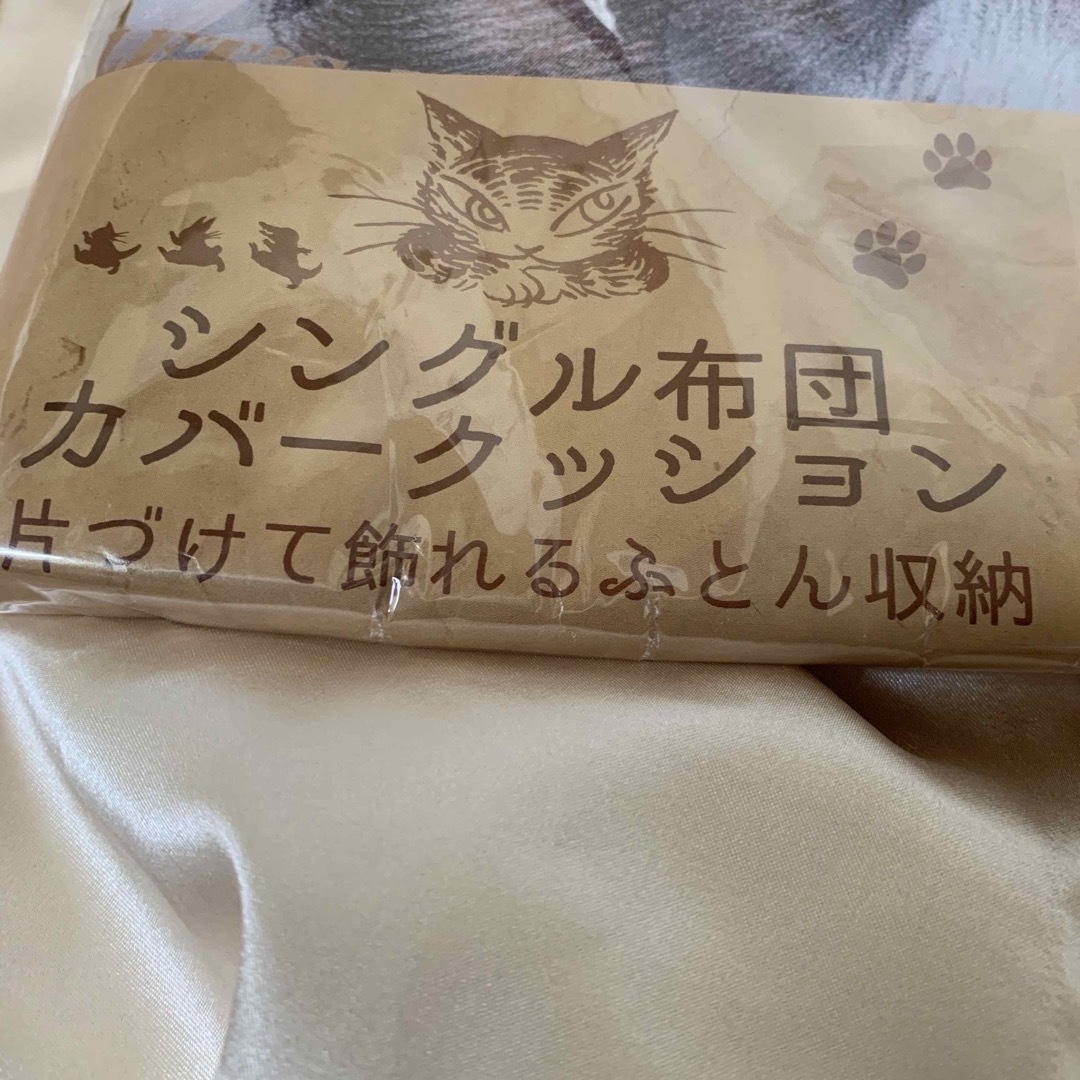 シングル布団
カバークッション
片づけて飾れるふとん収納